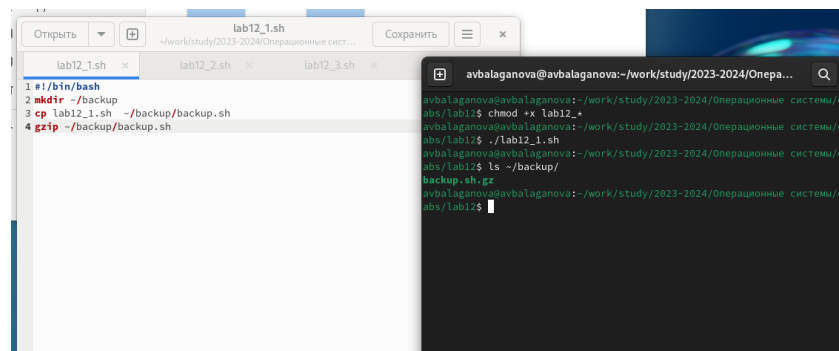 Открыть
lab12_1.sh
~/work/study/2023-2024/Операционные сист...
Сохранить
lab12_1.sh × lab12_2.sh × lab12_3.sh ×
1 #!/bin/bash
2 mkdir ~/backup
3 cp lab12_1.sh ~/backup/backup.sh
4 gzip ~/backup/backup.sh
avbalaganova@avbalaganova:~/work/study/2023-2024/Опера...
avbalaganova@avbalaganova:~/work/study/2023-2024/Операционные системы/
abs/lab12$ chmod +x lab12_*
avbalaganova@avbalaganova:~/work/study/2023-2024/Операционные системы/
abs/lab12$ ./lab12_1.sh
avbalaganova@avbalaganova:~/work/study/2023-2024/Операционные системы/
abs/lab12$ ls ~/backup/
backup.sh.gz
avbalaganova@avbalaganova:~/work/study/2023-2024/Операционные системы/
abs/lab12$